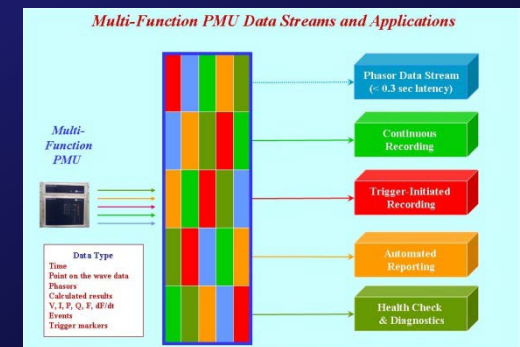 Multi-Function PMU Data Streams and Applications
Multi-
Function
PMU
Data Type
Time
Point on the wave data
Phasors
Calculated results
V, I, P, Q, F, dF/dt
Events
Trigger markers
Phasor Data Stream
(< 0.3 sec latency)
Continuous
Recording
Trigger-Initiated
Recording
Automated
Reporting
Health Check
& Diagnostics